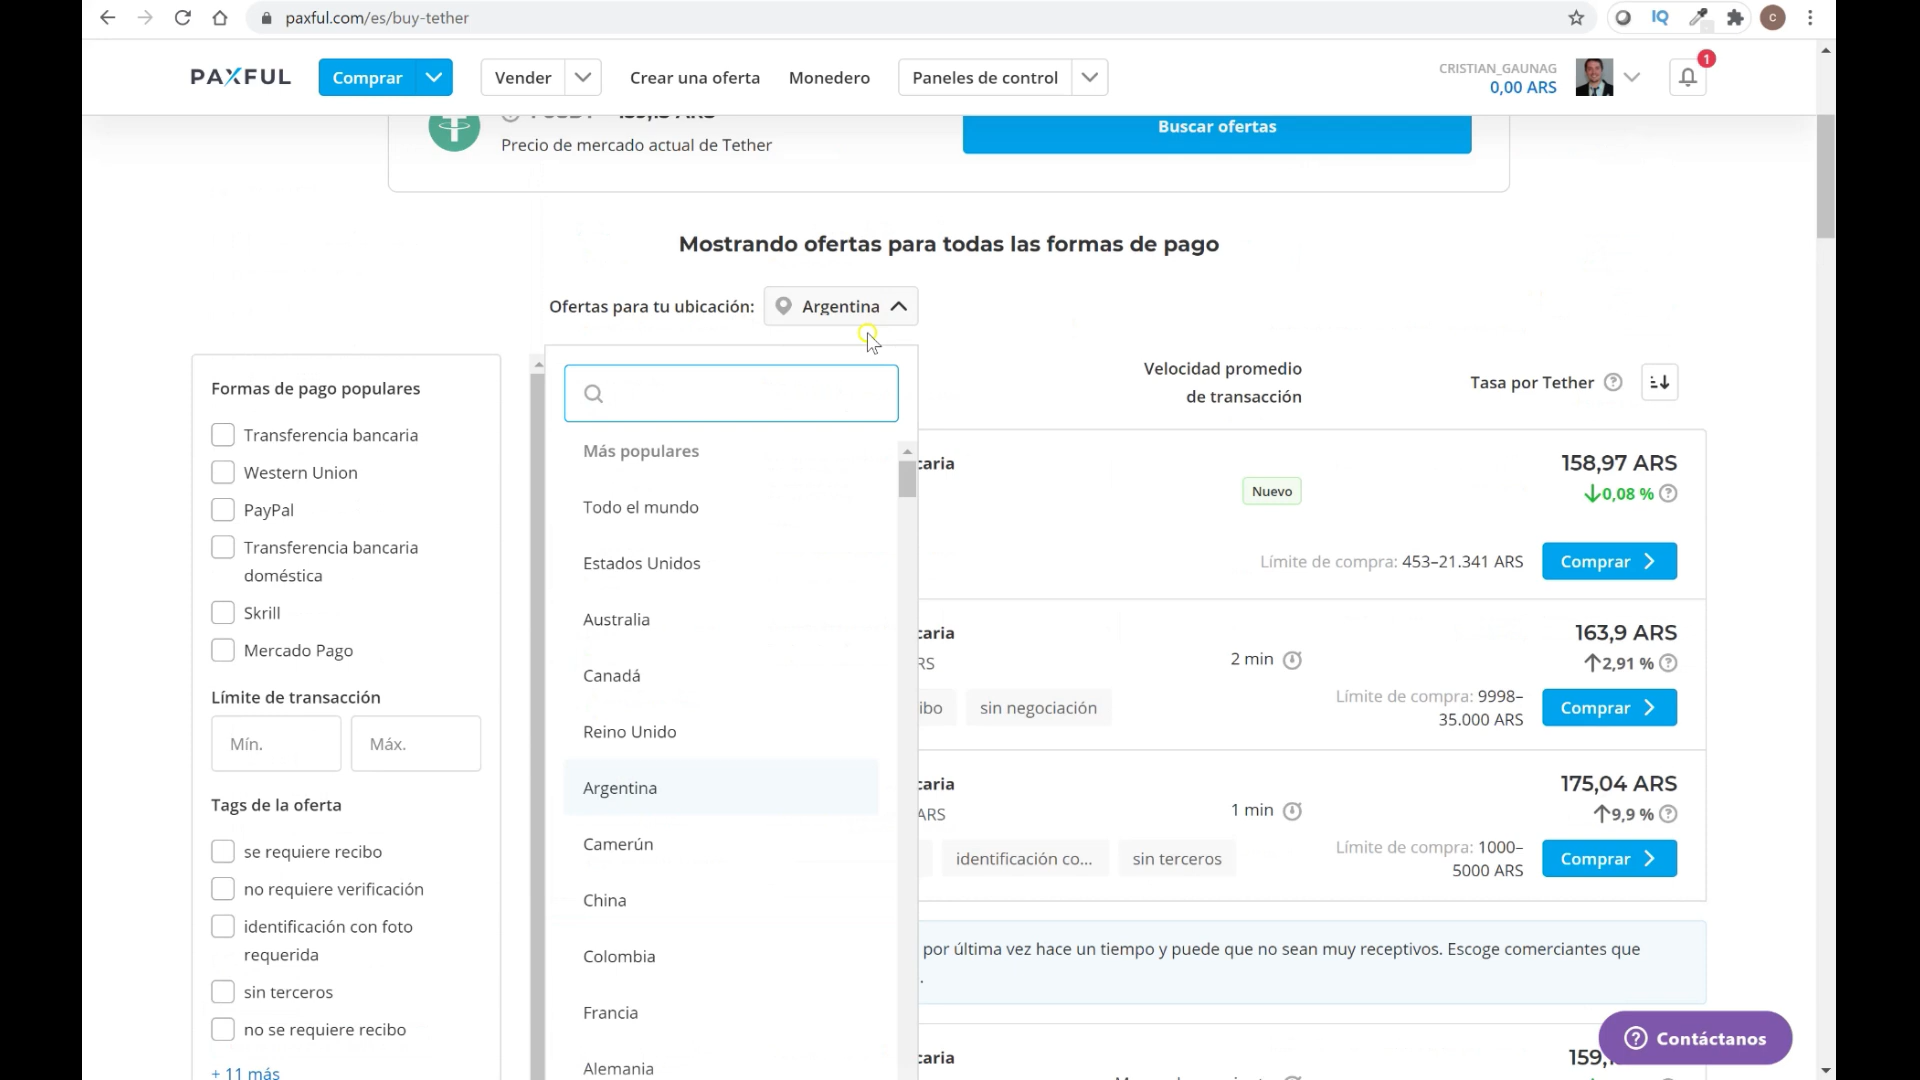 paxful.com/es/buy-tether
IQ
C
PAXFUL
Comprar
Vender
Crear una oferta
Monedero
Paneles de control
CRISTIAN_GAUNAG
0,00 ARS
1
Precio de mercado actual de Tether
Buscar ofertas
Mostrando ofertas para todas las formas de pago
Ofertas para tu ubicación:
Argentina
Formas de pago populares
Transferencia bancaria
Western Union
PayPal
Transferencia bancaria
doméstica
Skrill
Mercado Pago
Límite de transacción
Mín.
Máx.
Tags de la oferta
se requiere recibo
no requiere verificación
identificación con foto
requerida
sin terceros
no se requiere recibo
+ 11 más
Más populares
Todo el mundo
Estados Unidos
Australia
Canadá
Reino Unido
Argentina
Camerún
China
Colombia
Francia
Alemania
Velocidad promedio
de transacción
Tasa por Tether
caria
Nuevo
158,97 ARS
0,08 %
Límite de compra: 453–21.341 ARS
Comprar
caria
RS
2 min
163,9 ARS
2,91 %
ibo
sin negociación
Límite de compra: 9998–
35.000 ARS
Comprar
caria
ARS
1 min
175,04 ARS
9,9 %
identificación co...
sin terceros
Límite de compra: 1000–
5000 ARS
Comprar
por última vez hace un tiempo y puede que no sean muy receptivos. Escoge comerciantes que
.
Contáctanos
caria
159,